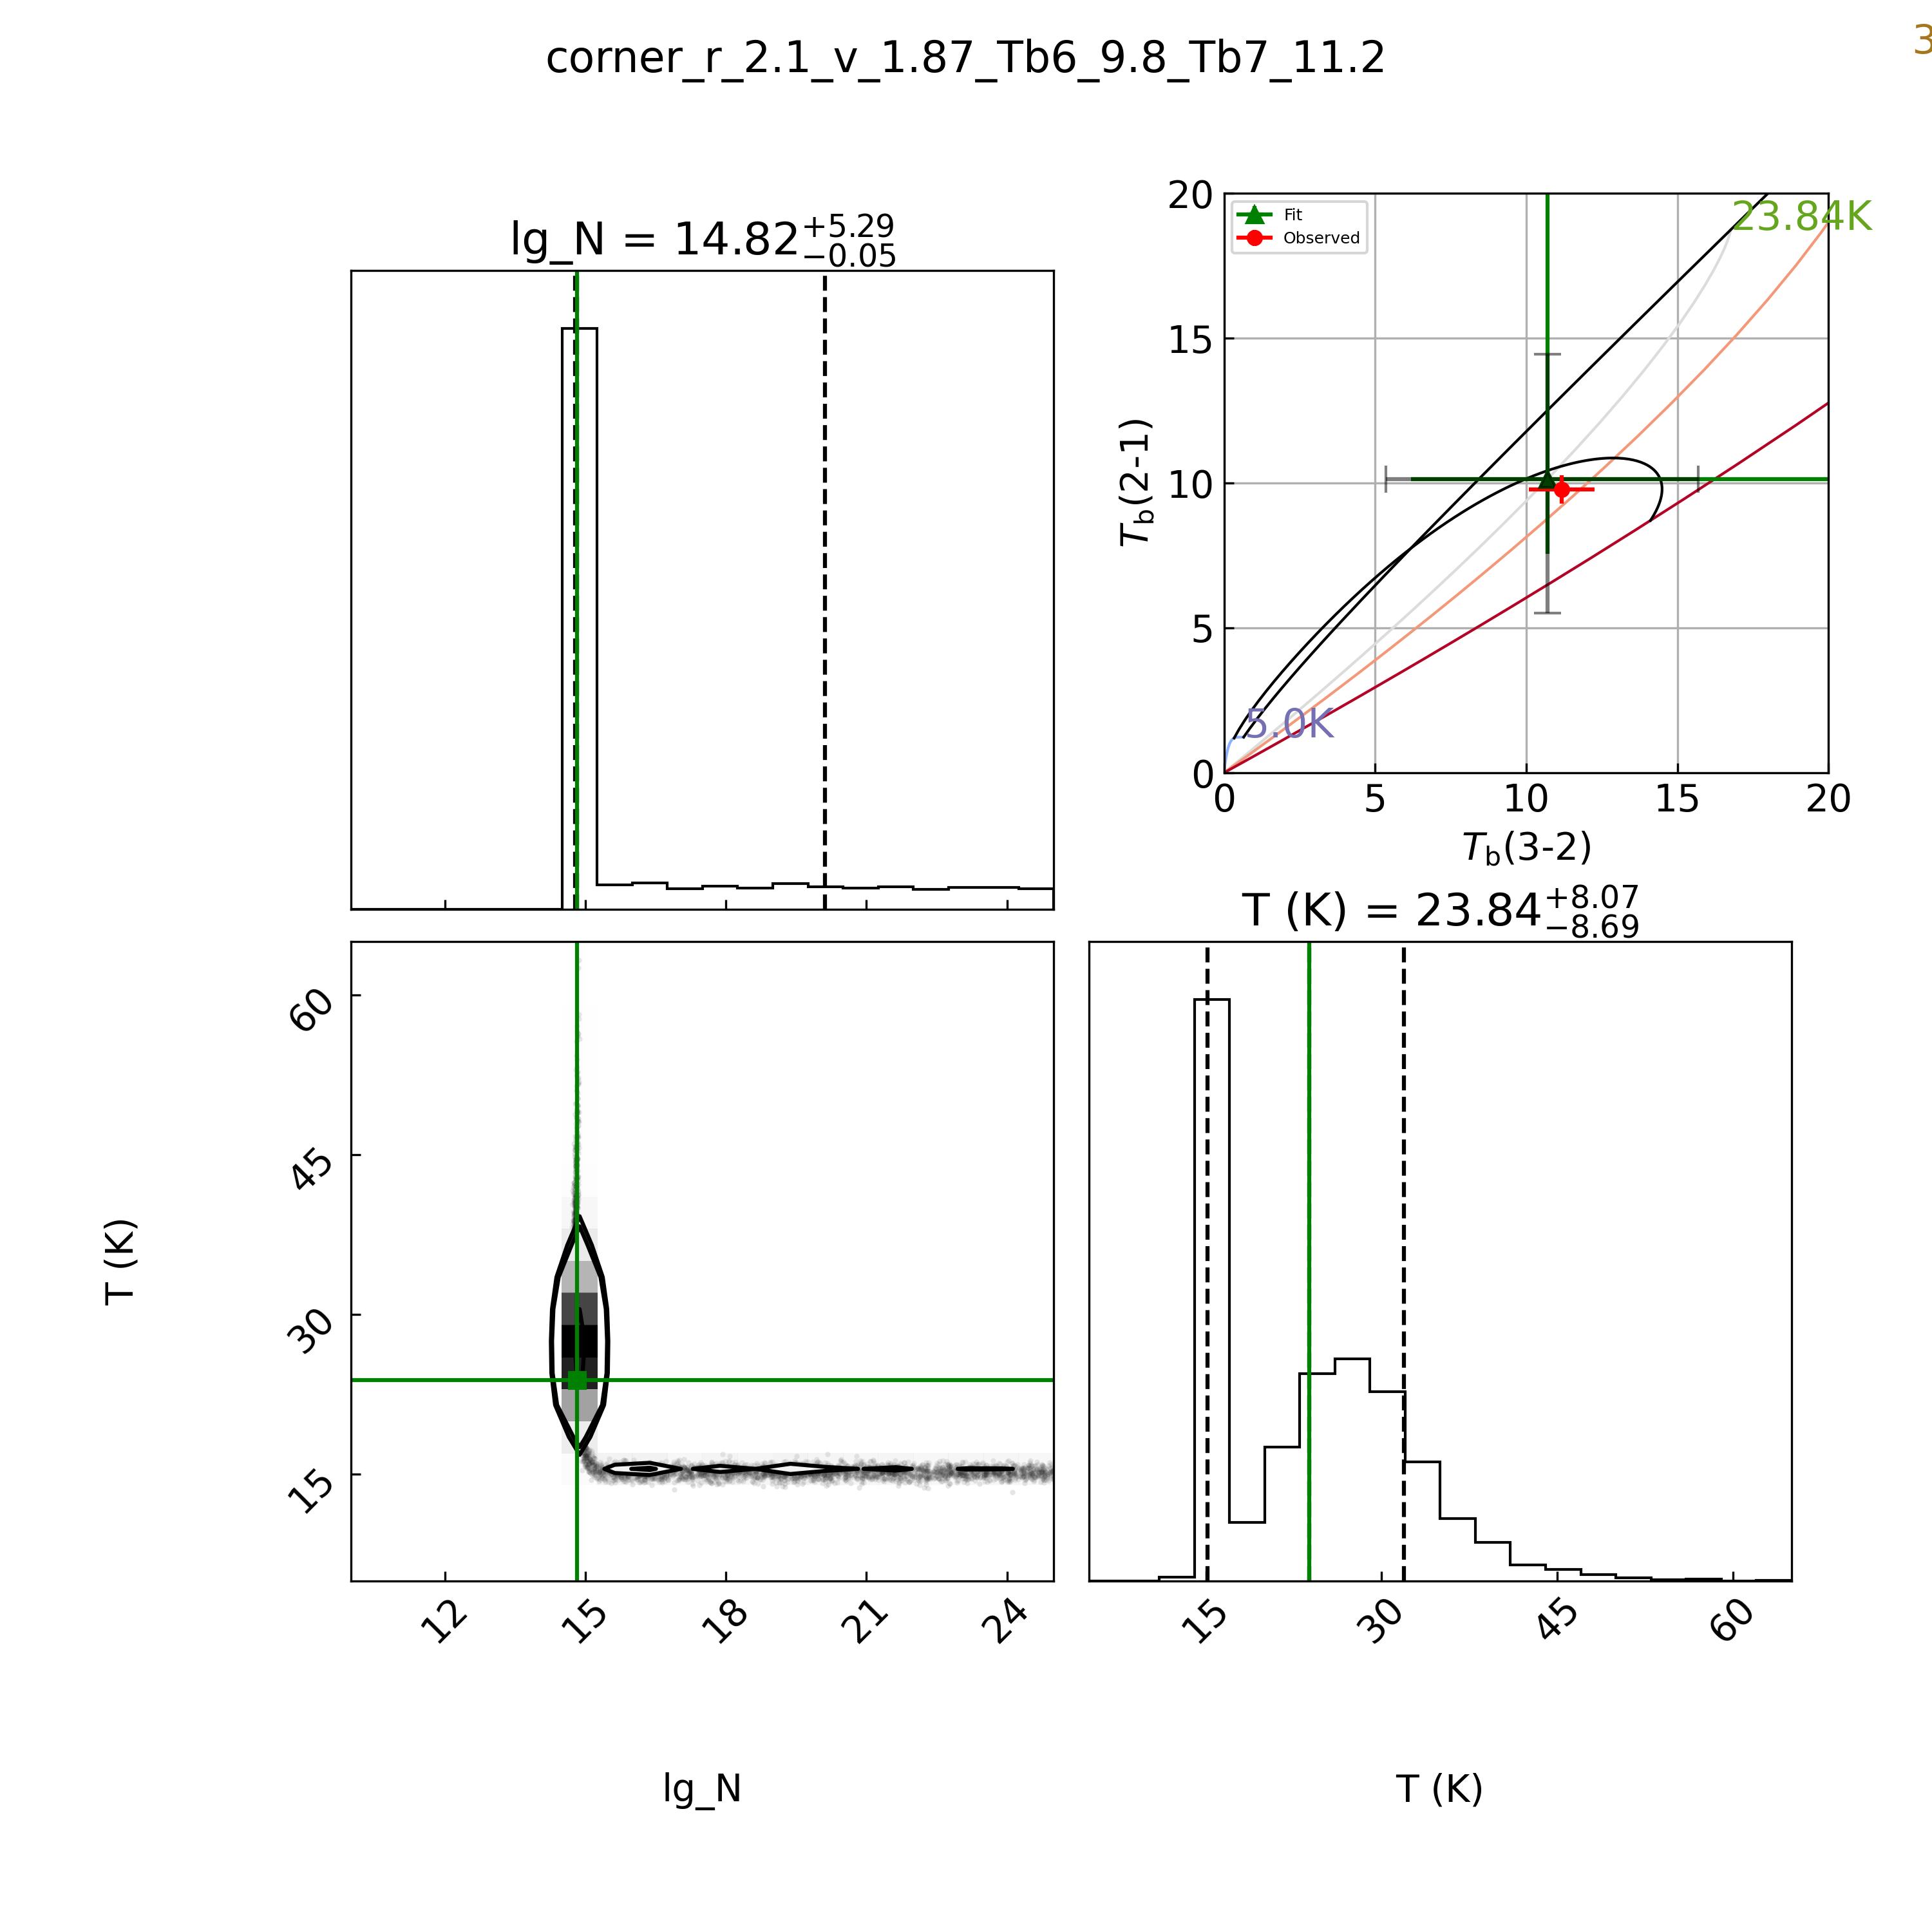 corner_r_2.1_v_1.87_Tb6_9.8_Tb7_11.2
3
lg_N = 14.82+5.29−0.05
20
15
10
5
0
Tb(2-1)
Fit
Observed
23.84K
5.0K
0 5 10 15 20
Tb(3-2)
T (K) = 23.84+8.07−8.69
60
45
30
15
T (K)
12 15 18 21 24
15 30 45 60
lg_N
T (K)